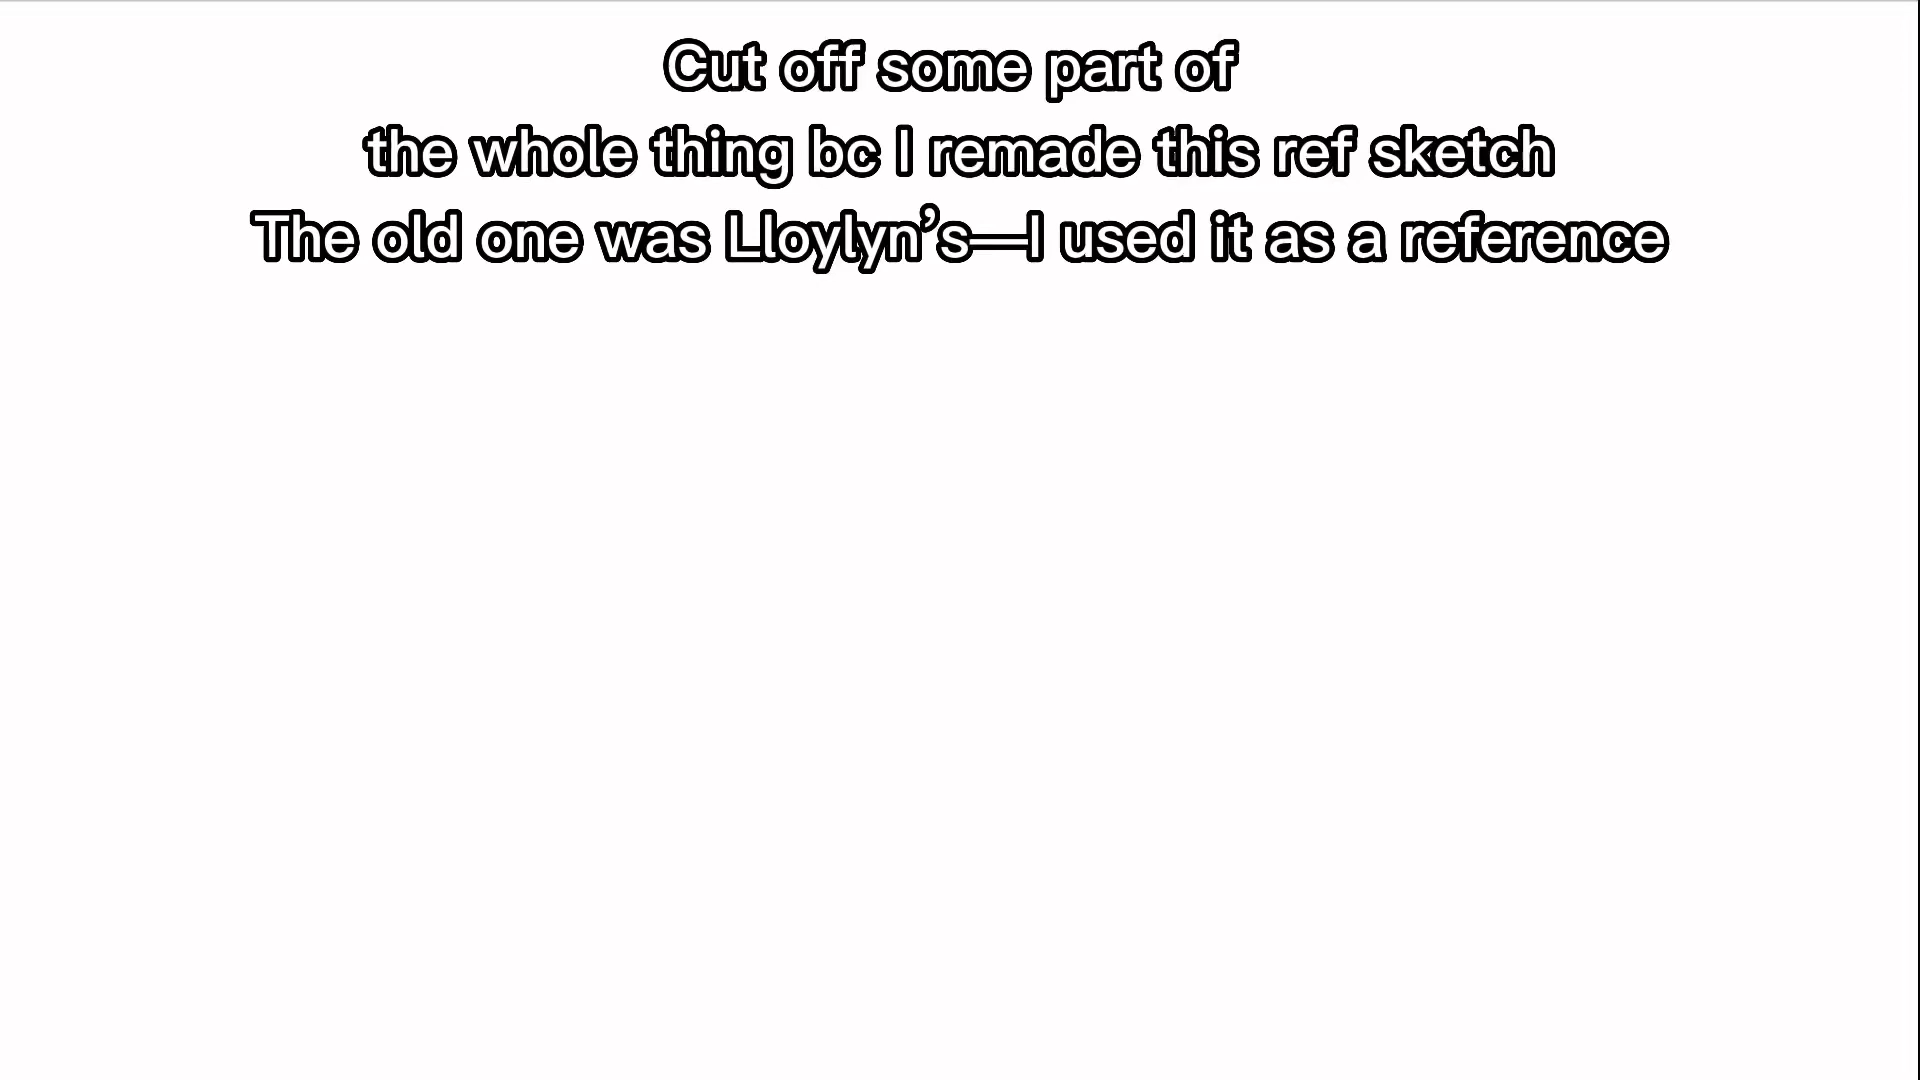 Cut off some part of
the whole thing bc I remade this ref sketch
The old one was Lloylyn’s—I used it as a reference